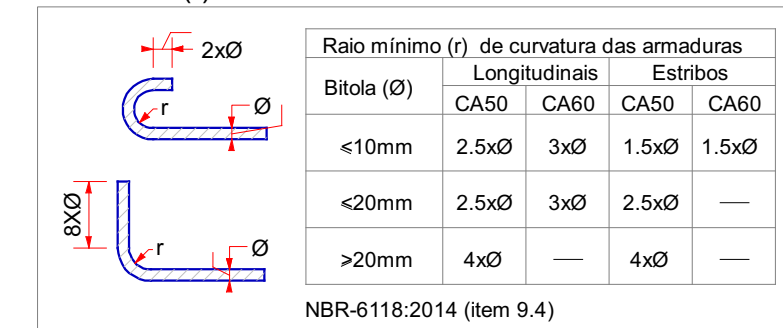 2xØ
r
Ø
8XØ
r
Ø
Raio mínimo (r) de curvatura das armaduras
Bitola (Ø) Longitudinais Estribos
CA50 CA60 CA50 CA60
≤10mm 2.5xØ 3xØ 1.5xØ 1.5xØ
≤20mm 2.5xØ 3xØ 2.5xØ —
≥20mm 4xØ — 4xØ —
NBR-6118:2014 (item 9.4)